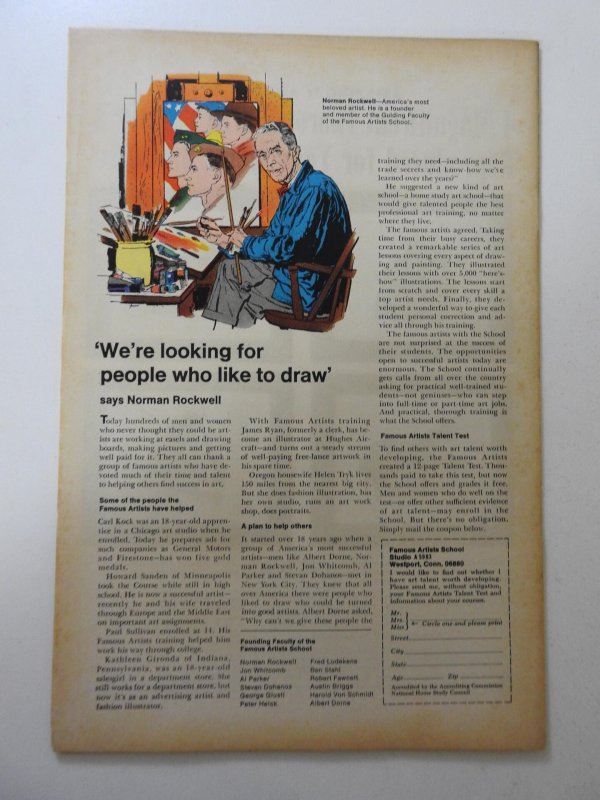 Norman Rockwell—America's most
beloved artist. He is a founder
and member of the Guiding Faculty
of the Famous Artists School.
'We're looking for
people who like to draw'
says Norman Rockwell
Today hundreds of men and women
who never thought they could be art-
ists are working at easels and drawing
boards, making pictures and getting
well paid for it. They all can thank a
group of famous artists who have de-
voted much of their time and talent
to helping others find success in art.
Some of the people the
Famous Artists have helped
Carl Kock was an 18-year-old appren-
tice in a Chicago art studio when he
enrolled. Today he prepares ads for
such companies as General Motors
and Firestone—has won five gold
medals.
Howard Sanden of Minneapolis
took the Course while still in high
school. He is now a successful artist—
recently he and his wife traveled
through Europe and the Middle East
on important art assignments.
Paul Sullivan enrolled at 14. His
Famous Artists training helped him
work his way through college.
Kathleen Gironda of Indiana,
Pennsylvania, was an 18-year-old
salesgirl in a department store. She
still works for a department store, but
now it's as an advertising artist and
fashion illustrator.
With Famous Artists training
James Ryan, formerly a clerk, has be-
come an illustrator at Hughes Air-
craft—and turns out a steady stream
of well-paying free-lance artwork in
his spare time.
Oregon housewife Helen Tryk lives
150 miles from the nearest big city.
But she does fashion illustration, has
her own studio, runs an art work
shop, does portraits.
A plan to help others
It started over 18 years ago when a
group of America's most successful
artists—men like Albert Dorne, Nor-
man Rockwell, Jon Whitcomb, Al
Parker and Stevan Dohanos—met in
New York City. They knew that all
over America there were people who
liked to draw who could be turned
into good artists. Albert Dorne asked,
"Why can't we give these people the
Founding Faculty of the
Famous Artists School
Norman Rockwell
Jon Whitcomb
Al Parker
Stevan Dohanos
George Giusti
Peter Helck
Fred Ludekens
Ben Stahl
Robert Fawcett
Austin Briggs
Harold Von Schmidt
Albert Dorne
training they need—including all the
trade secrets and know-how we've
learned over the years?"
He suggested a new kind of art
school—a home study art school—that
would give talented people the best
professional art training, no matter
where they live.
The famous artists agreed. Taking
time from their busy careers, they
created a remarkable series of art
lessons covering every aspect of draw-
ing and painting. They illustrated
their lessons with over 5,000 "here's-
how" illustrations. The lessons start
from scratch and cover every skill a
top artist needs. Finally, they de-
veloped a wonderful way to give each
student personal correction and ad-
vice all through his training.
The famous artists with the School
are not surprised at the success of
their students. The opportunities
open to successful artists today are
enormous. The School continually
gets calls from all over the country
asking for practical well-trained stu-
dents—not geniuses—who can step
into full-time or part-time art jobs.
And practical, thorough training is
what the School offers.
Famous Artists Talent Test
To find others with art talent worth
developing, the Famous Artists
created a 12-page Talent Test. Thou-
sands paid to take this test, but now
the School offers and grades it free.
Men and women who do well on the
test—or offer other sufficient evidence
of art talent—may enroll in the
School. But there's no obligation.
Simply mail the coupon below.
Famous Artists School
Studio A 1983
Westport, Conn. 06880
I would like to find out whether I
have art talent worth developing.
Please send me, without obligation,
your Famous Artists Talent Test and
information about your courses.
Mr.
Mrs.
Miss
← Circle one and please print
Street
City
State
Age Zip
Accredited by the Accrediting Commission
National Home Study Council